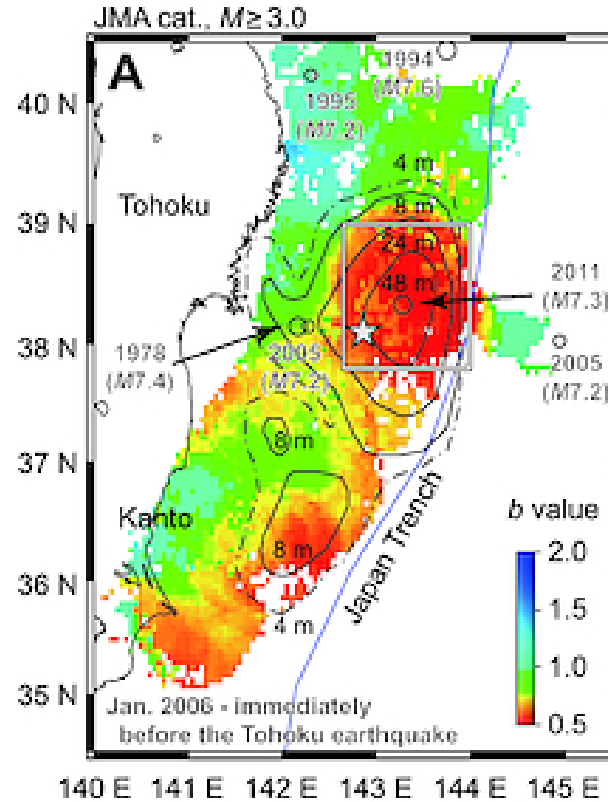 JMA cat., M ≥ 3.0
A
1994
(M7.6)
40 N
1995
(M7.2)
4 m
Tohoku
8 m
39 N
24 m
48 m
2011
(M7.3)
38 N
1978
(M7.4)
2005
(M7.2)
2005
(M7.2)
8 m
37 N
Kanto
Japan Trench
b value
2.0
1.5
1.0
0.5
8 m
36 N
4 m
35 N
Jan. 2006 - immediately
before the Tohoku earthquake
140 E 141 E 142 E 143 E 144 E 145 E